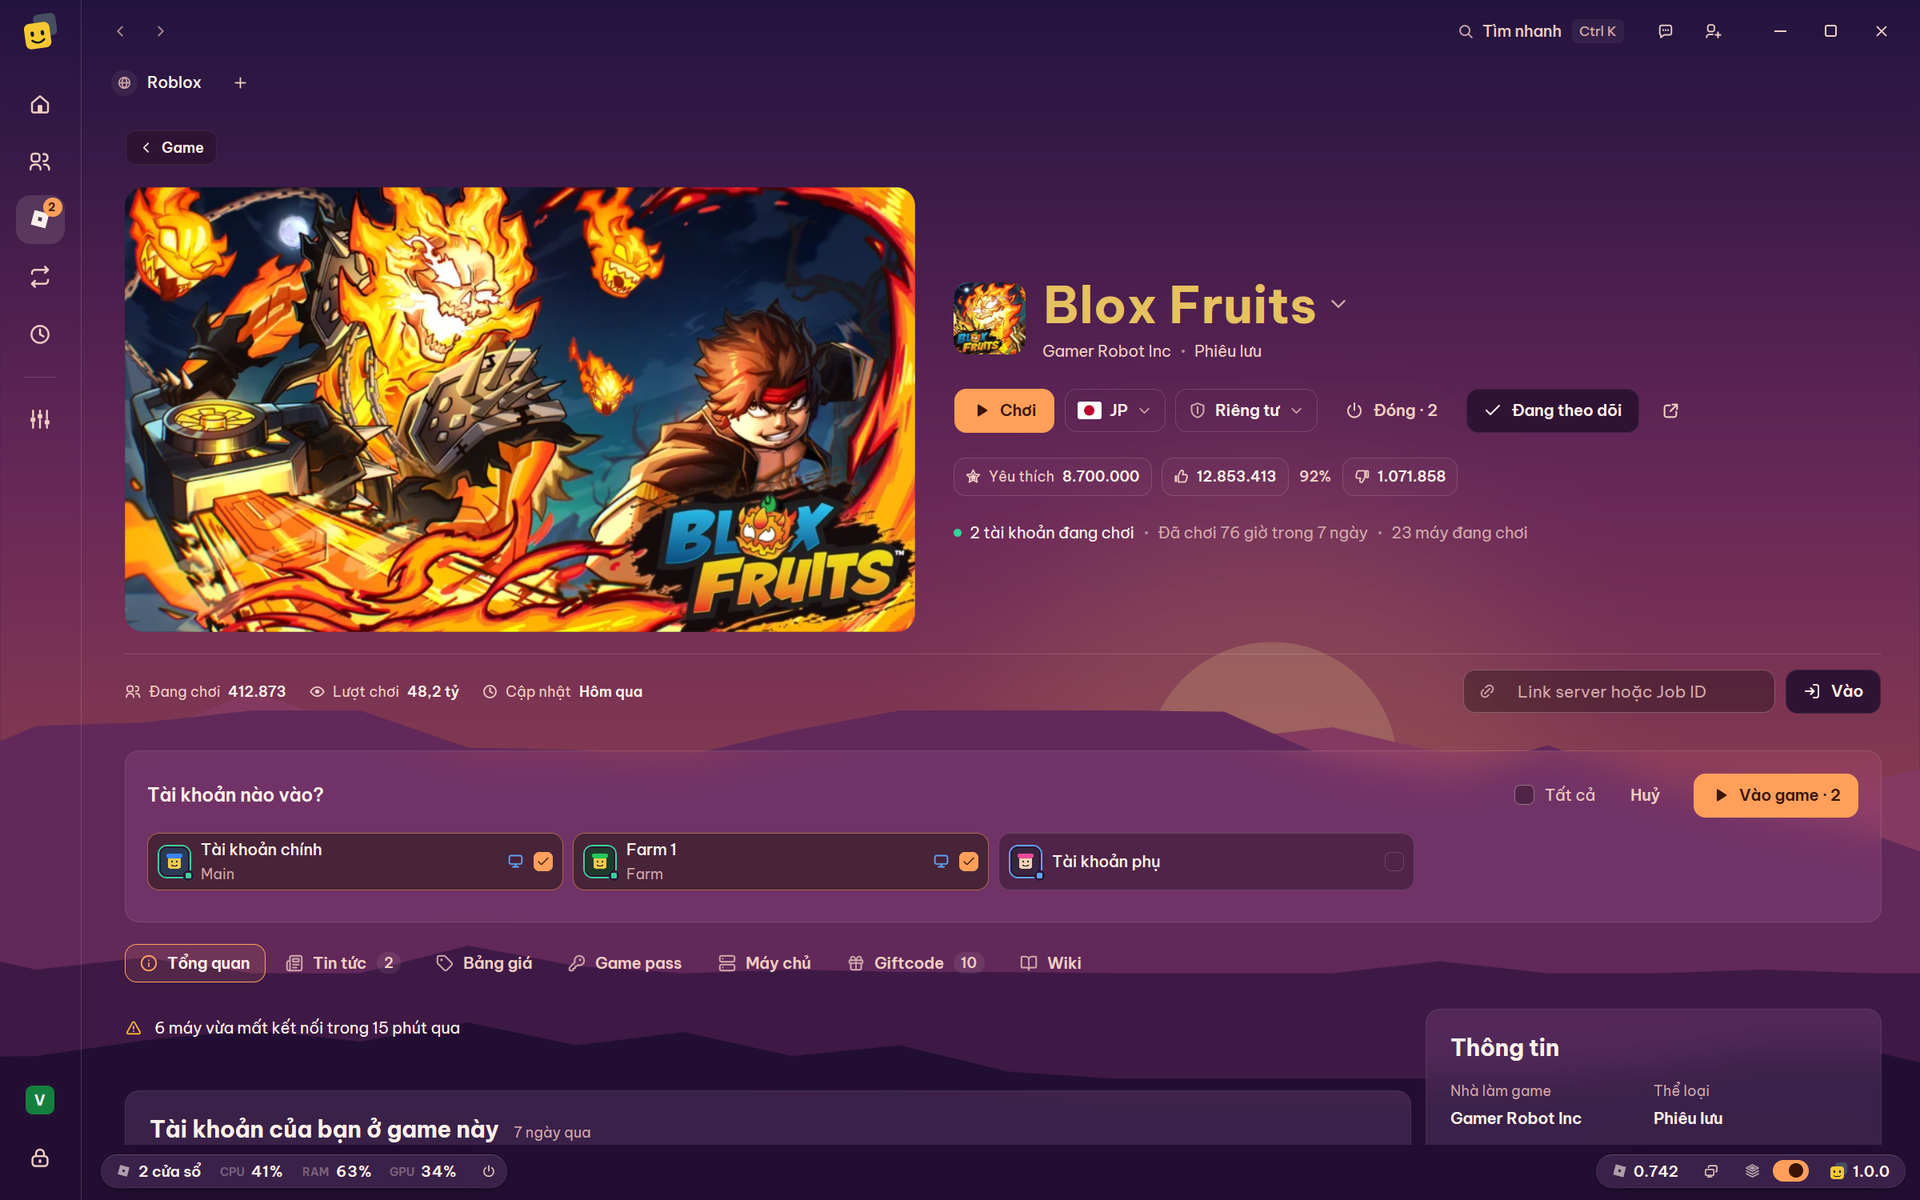 Tìm nhanh Ctrl K
Roblox
Game
2
BLOX
FRUITS™
BLOX
FRUITS
Blox Fruits
Gamer Robot Inc • Phiêu lưu
Chơi JP Riêng tư Đóng · 2 Đang theo dõi
Yêu thích 8.700.000 12.853.413 92% 1.071.858
2 tài khoản đang chơi • Đã chơi 76 giờ trong 7 ngày • 23 máy đang chơi
Đang chơi 412.873 Lượt chơi 48,2 tỷ Cập nhật Hôm qua Link server hoặc Job ID Vào
Tài khoản nào vào? Tất cả Huỷ Vào game · 2
Tài khoản chính
Main
Farm 1
Farm
Tài khoản phụ
Tổng quan Tin tức 2 Bảng giá Game pass Máy chủ Giftcode 10 Wiki
6 máy vừa mất kết nối trong 15 phút qua
Thông tin
Nhà làm game Thể loại
Gamer Robot Inc Phiêu lưu
Tài khoản của bạn ở game này 7 ngày qua
V
2 cửa sổ CPU 41% RAM 63% GPU 34% 0.742 1.0.0